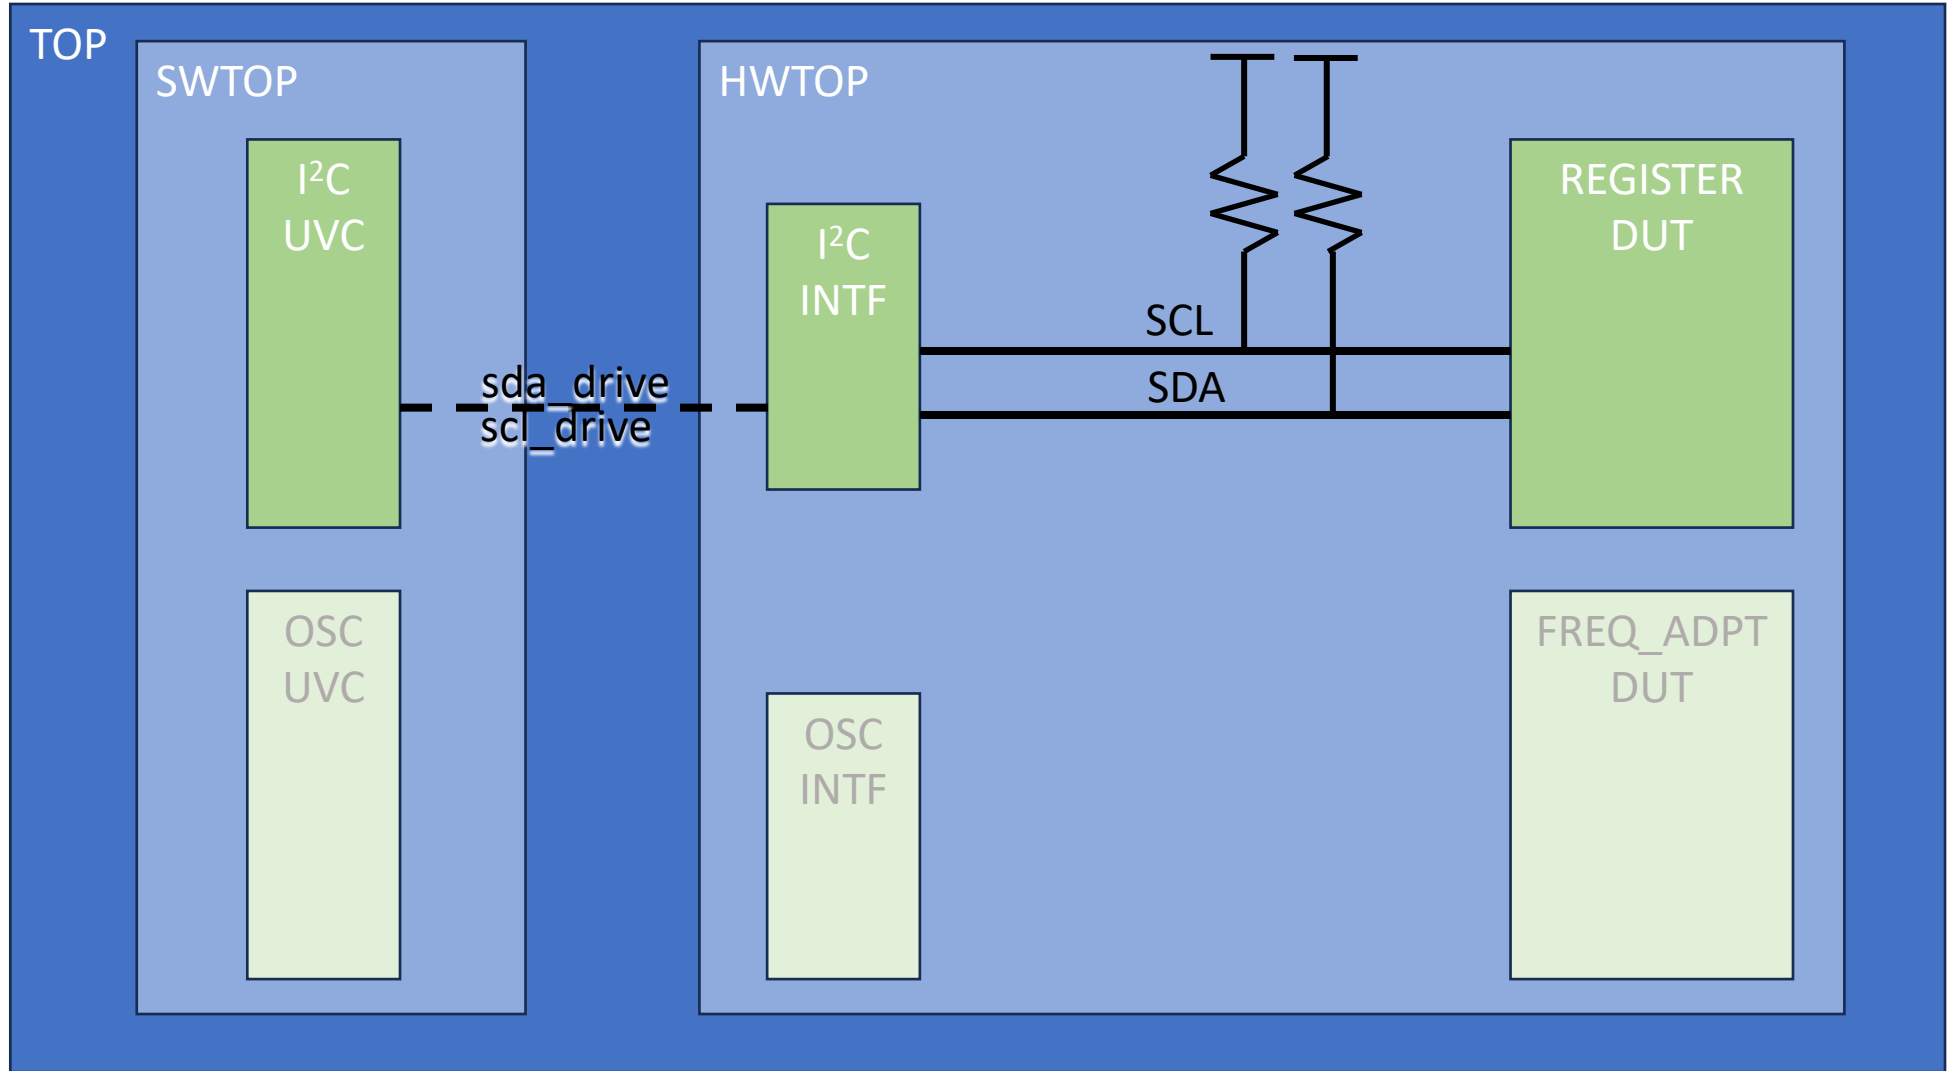 TOP
SWTOP
I²C
UVC
sda_drive
scl_drive
OSC
UVC
HWTOP
I²C
INTF
SCL
SDA
REGISTER
DUT
OSC
INTF
FREQ_ADPT
DUT